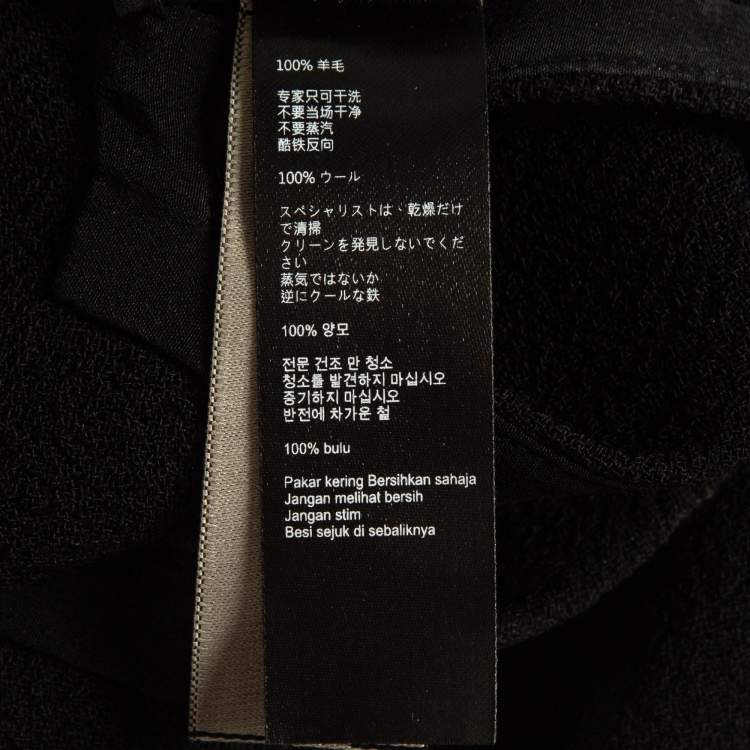 100% 羊毛
专家只可干洗
不要当场干净
不要蒸汽
酷铁反向
100% ウール
スペシャリストは、乾燥だけ
で清掃
クリーンを発見しないでくだ
さい
蒸気ではないか
逆にクールな鉄
100% 양모
전문 건조 만 청소
청소를 발견하지 마십시오
중기하지 마십시오
반전에 차가운 철
100% bulu
Pakar kering Bersihkan sahaja
Jangan melihat bersih
Jangan stim
Besi sejuk di sebaliknya